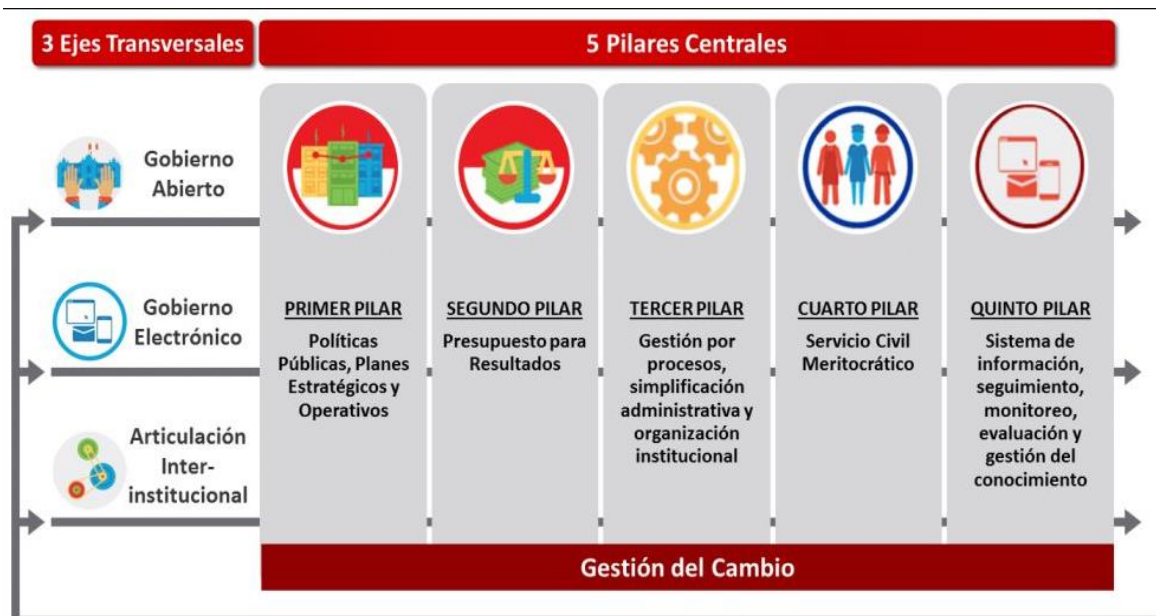 3 Ejes Transversales
5 Pilares Centrales
Gobierno
Abierto
Gobierno
Electrónico
Articulación
Inter-
institucional
PRIMER PILAR
Políticas
Públicas, Planes
Estratégicos y
Operativos
SEGUNDO PILAR
Presupuesto para
Resultados
TERCER PILAR
Gestión por
procesos,
simplificación
administrativa y
organización
institucional
CUARTO PILAR
Servicio Civil
Meritocrático
QUINTO PILAR
Sistema de
información,
seguimiento,
monitoreo,
evaluación y
gestión del
conocimiento
Gestión del Cambio